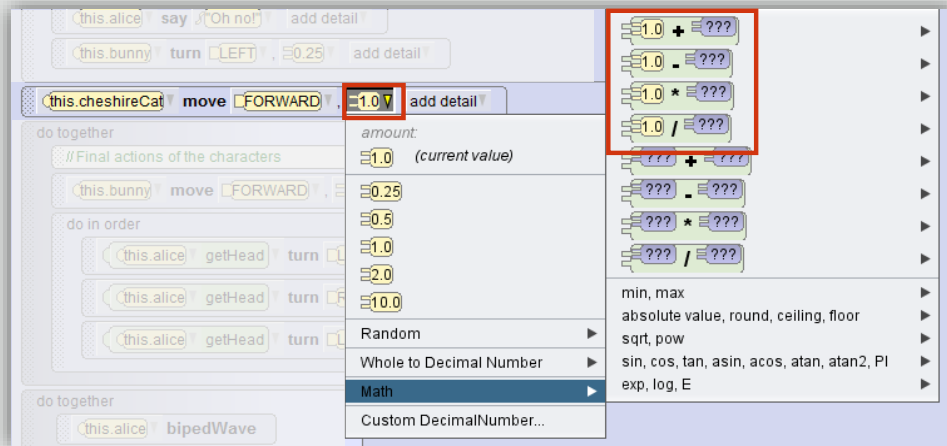 this.alice say "Oh no!" add detail
this.bunny turn LEFT , 0.25 add detail
this.cheshireCat move FORWARD , 1.0 add detail
do together
//Final actions of the characters
this.bunny move FORWARD ,
do in order
this.alice getHead turn
this.alice getHead turn
this.alice getHead turn
do together
this.alice bipedWave
amount:
1.0 (current value)
0.25
0.5
1.0
2.0
10.0
Random
Whole to Decimal Number
Math
Custom DecimalNumber...
1.0 + ???
1.0 - ???
1.0 * ???
1.0 / ???
??? + ???
??? - ???
??? * ???
??? / ???
min, max
absolute value, round, ceiling, floor
sqrt, pow
sin, cos, tan, asin, acos, atan, atan2, PI
exp, log, E